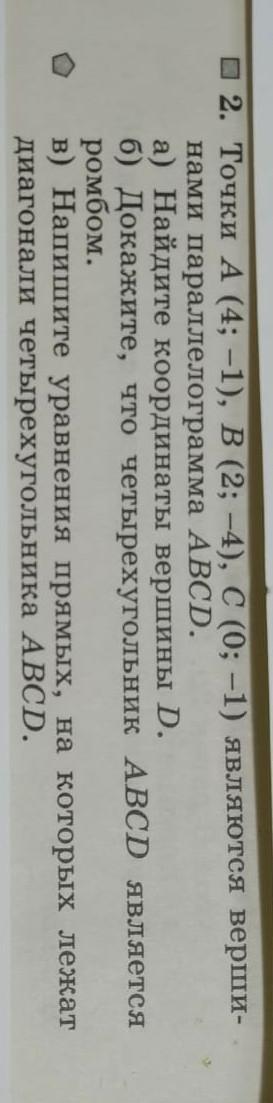 2. Точки A (4; –1), B (2; –4), C (0; –1) являются верши-
нами параллелограмма ABCD.
а) Найдите координаты вершины D.
б) Докажите, что четырехугольник ABCD является
ромбом.
в) Напишите уравнения прямых, на которых лежат
диагонали четырехугольника ABCD.